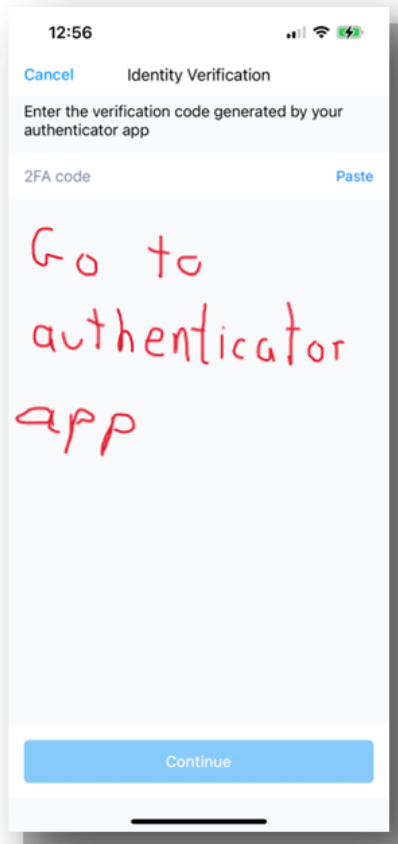 12:56
Cancel Identity Verification
Enter the verification code generated by your
authenticator app
2FA code Paste
Go to
authenticator
app
Continue